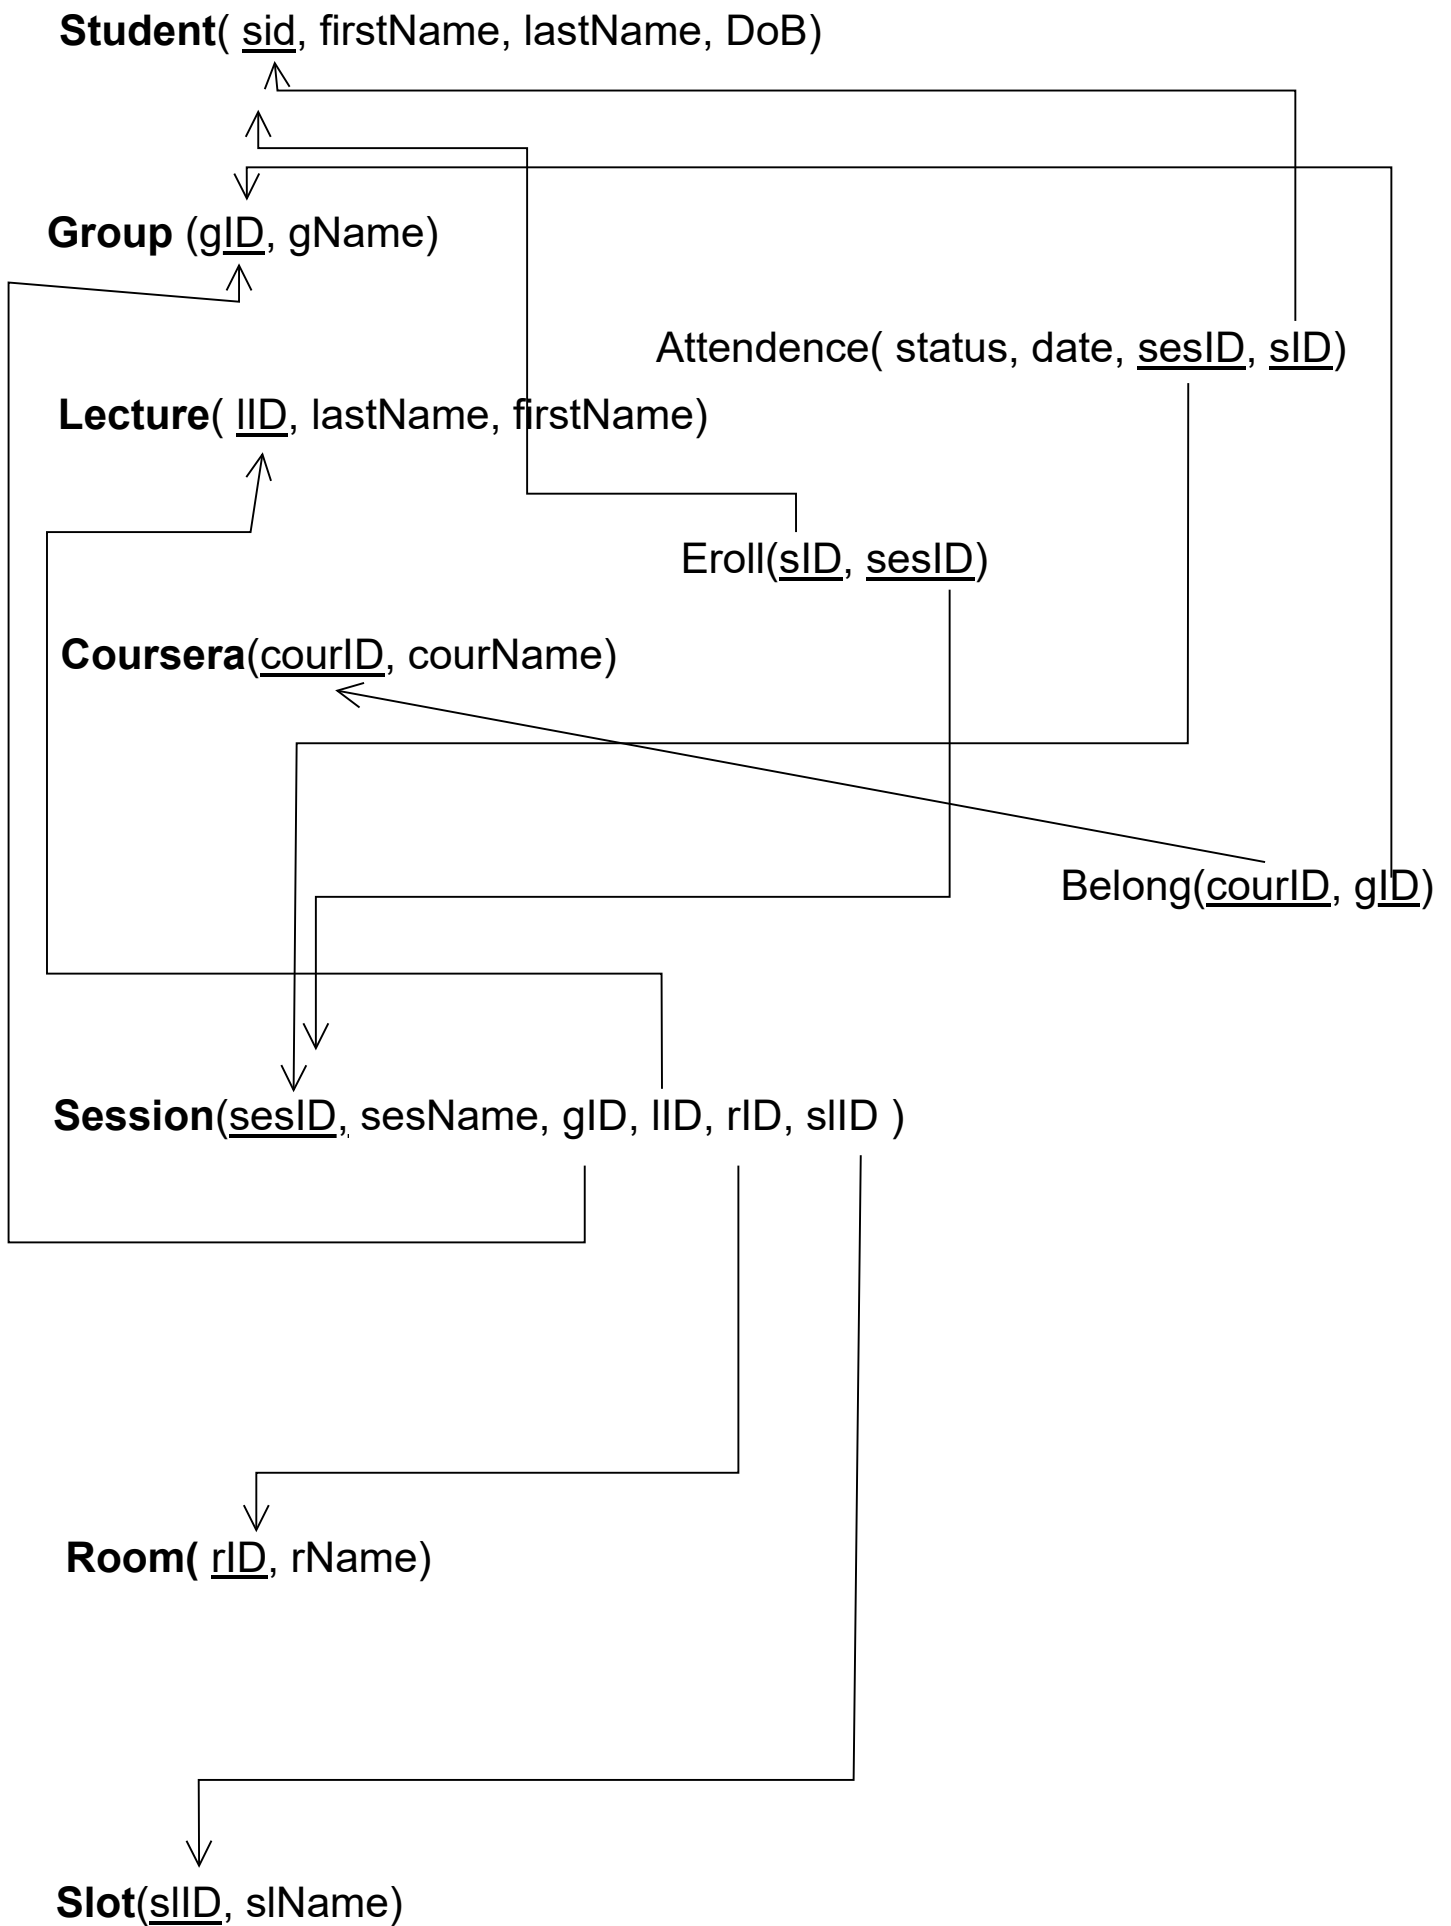 Student( sid, firstName, lastName, DoB)
Group (gID, gName)
Attendence( status, date, sesID, sID)
Lecture( lID, lastName, firstName)
Eroll(sID, sesID)
Coursera(courID, courName)
Belong(courID, gID)
Session(sesID, sesName, gID, lID, rID, slID )
Room( rID, rName)
Slot(slID, slName)